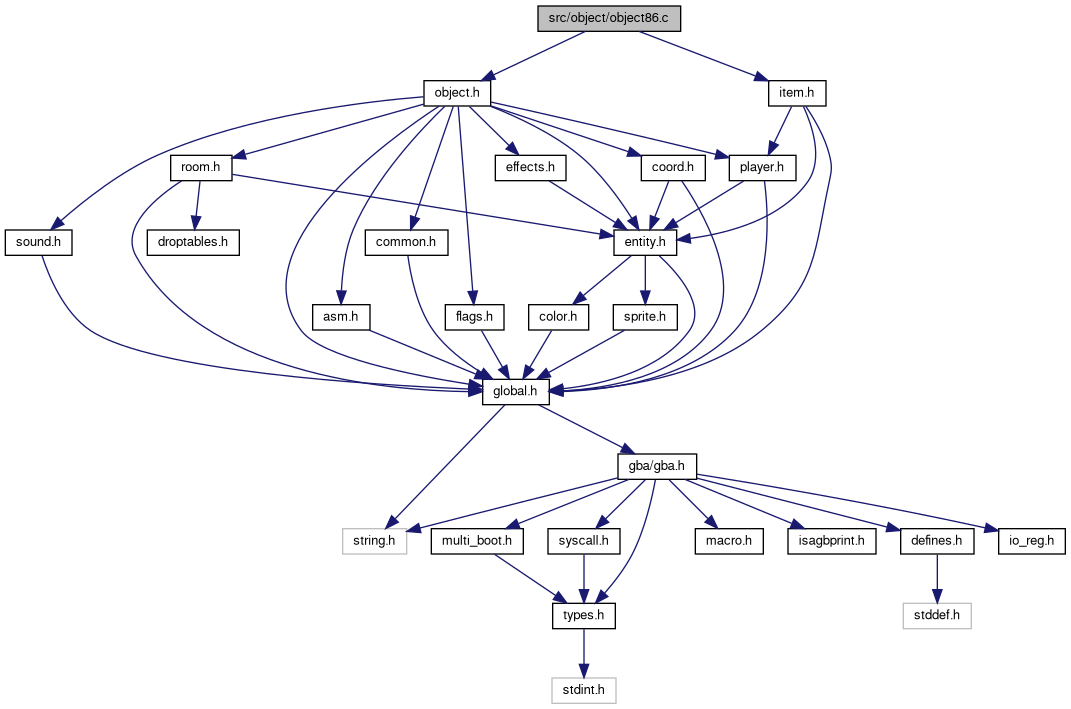 src/object/object86.c
object.h
item.h
room.h
effects.h
coord.h
player.h
sound.h
droptables.h
common.h
entity.h
asm.h
flags.h
color.h
sprite.h
global.h
gba/gba.h
string.h
multi_boot.h
syscall.h
macro.h
isagbprint.h
defines.h
io_reg.h
types.h
stddef.h
stdint.h